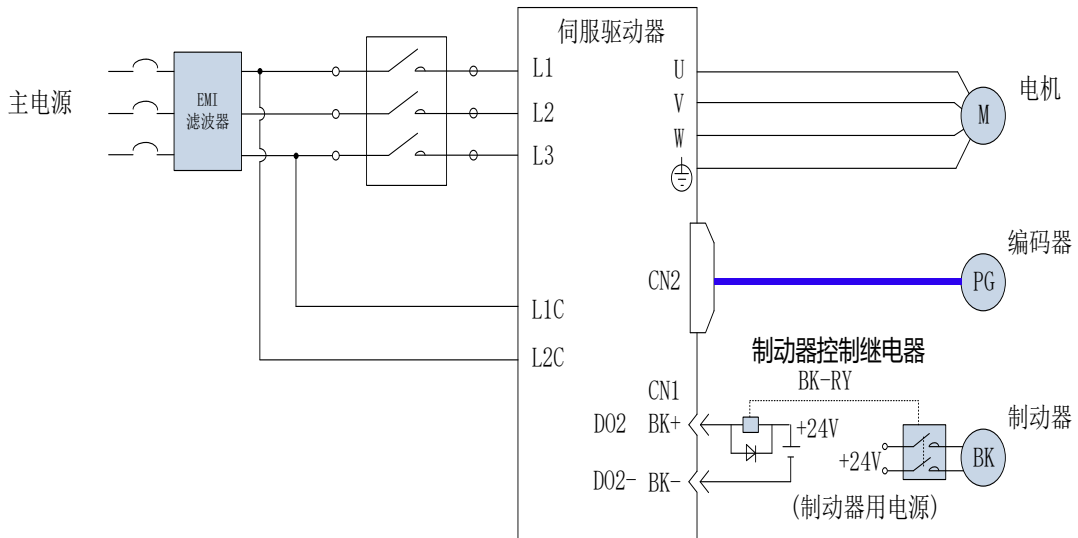 伺服驱动器
主电源
EMI
滤波器
L1
L2
L3
L1C
L2C
U
V
W
M
电机
CN2
编码器
PG
制动器控制继电器
BK-RY
CN1
DO2 BK+
+24V
DO2- BK-
+24V
制动器
BK
(制动器用电源)